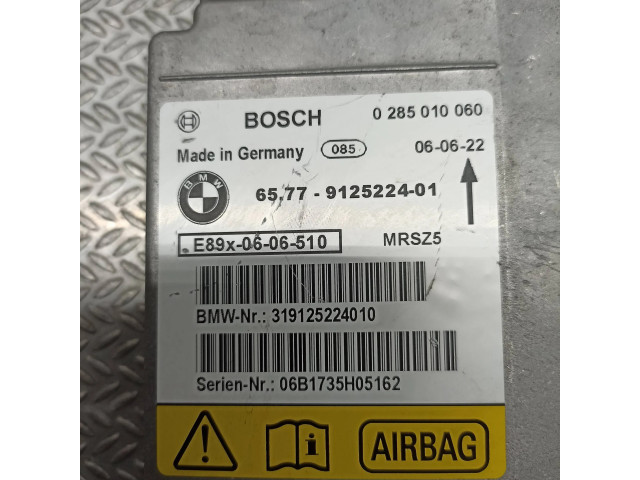 BOSCH 0 285 010 060
Made in Germany 085 06-06-22
BMW 65.77 - 9125224-01
E89x-06-06-510 MRSZ5
BMW-Nr.: 319125224010
Serien-Nr.: 06B1735H05162
AIRBAG